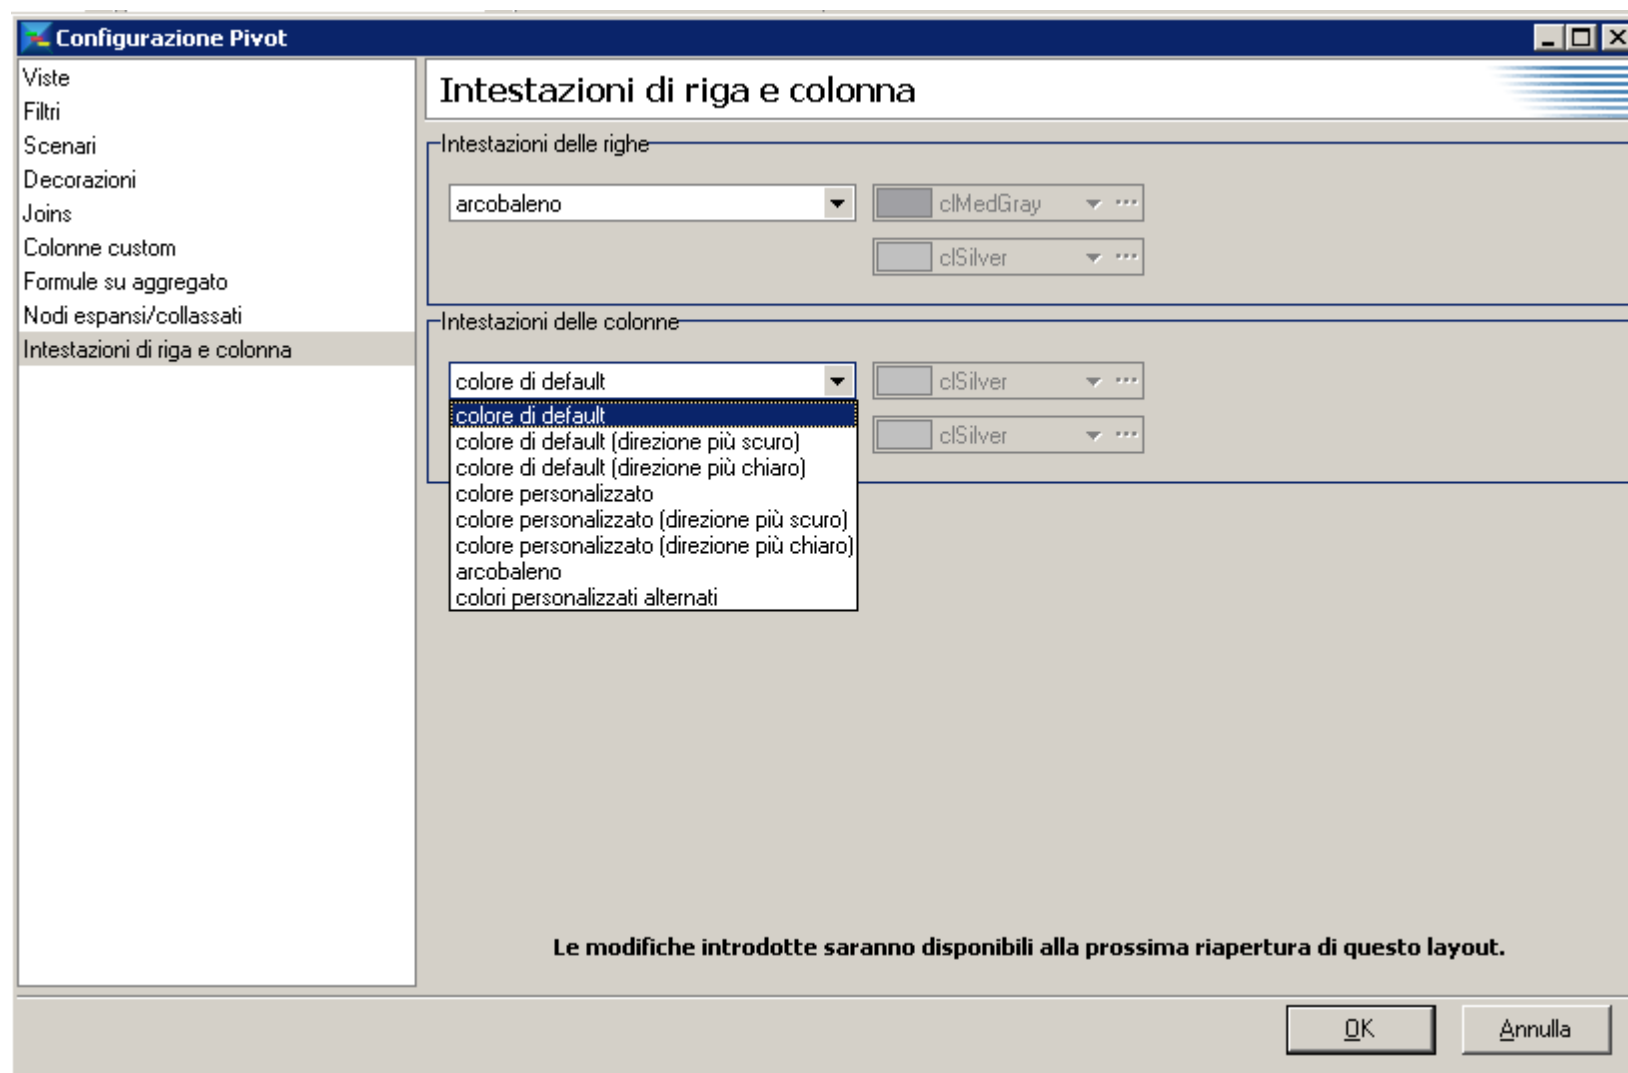 Configurazione Pivot
Viste
Filtri
Scenari
Decorazioni
Joins
Colonne custom
Formule su aggregato
Nodi espansi/collassati
Intestazioni di riga e colonna
Intestazioni di riga e colonna
Intestazioni delle righe
arcobaleno
clMedGray
clSilver
Intestazioni delle colonne
colore di default
clSilver
clSilver
colore di default
colore di default (direzione più scuro)
colore di default (direzione più chiaro)
colore personalizzato
colore personalizzato (direzione più scuro)
colore personalizzato (direzione più chiaro)
arcobaleno
colori personalizzati alternati
Le modifiche introdotte saranno disponibili alla prossima riapertura di questo layout.
OK
Annulla